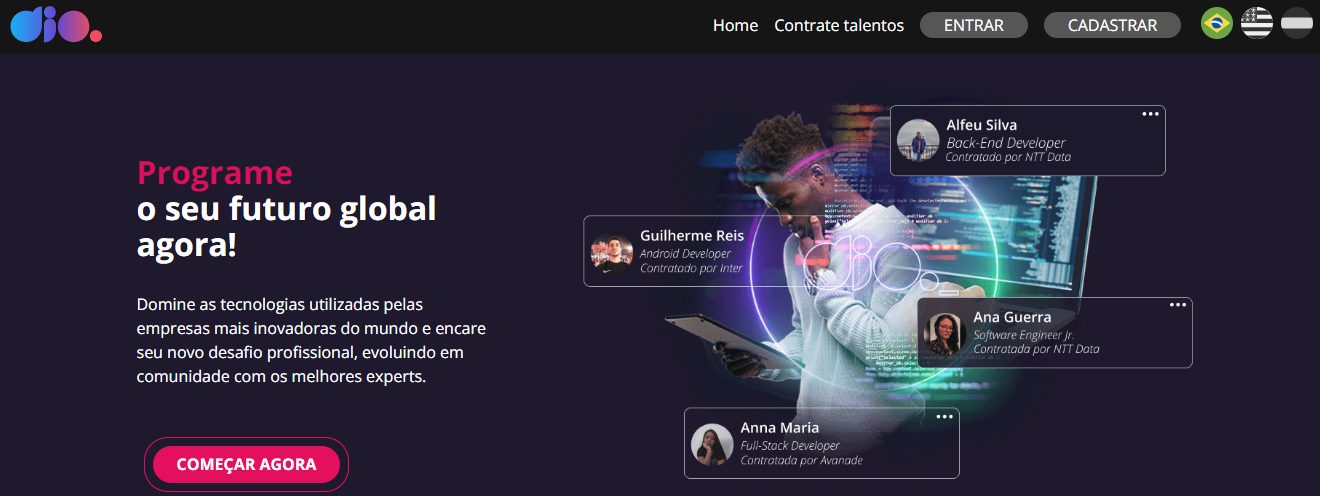 dio.
Home Contrate talentos ENTRAR CADASTRAR
Programe
o seu futuro global
agora!
Domine as tecnologias utilizadas pelas
empresas mais inovadoras do mundo e encare
seu novo desafio profissional, evoluindo em
comunidade com os melhores experts.
COMEÇAR AGORA
Alfeu Silva
Back-End Developer
Contratado por NTT Data
Guilherme Reis
Android Developer
Contratado por Inter
dio.
Ana Guerra
Software Engineer Jr.
Contratada por NTT Data
Anna Maria
Full-Stack Developer
Contratada por Avanade